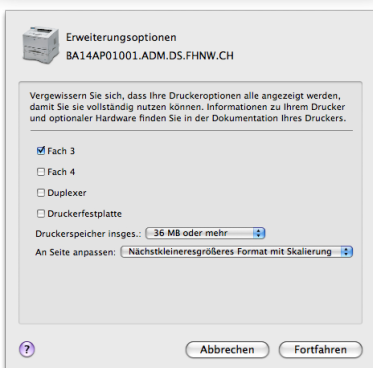 Erweiterungsoptionen
BA14AP01001.ADM.DS.FHNW.CH
Vergewissern Sie sich, dass Ihre Druckeroptionen alle angezeigt werden,
damit Sie sie vollständig nutzen können. Informationen zu Ihrem Drucker
und optionaler Hardware finden Sie in der Dokumentation Ihres Druckers.
Fach 3
Fach 4
Duplexer
Druckerfestplatte
Druckerspeicher insges.: 36 MB oder mehr
An Seite anpassen: Nächstkleineresgrößeres Format mit Skalierung
? Abbrechen Fortfahren